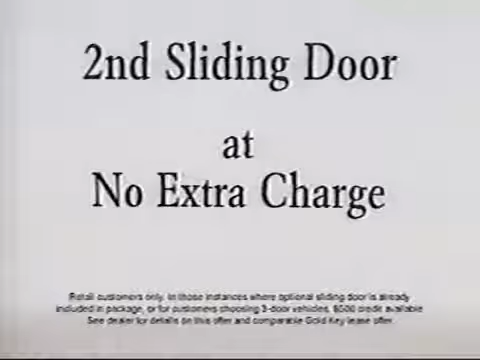 2nd Sliding Door
at
No Extra Charge
Retail customers only. In those instances where optional sliding door is already
included in package, or for customers choosing 3-door vehicles, $500 credit available
See dealer for details on this offer and comparable Gold Key lease offer.